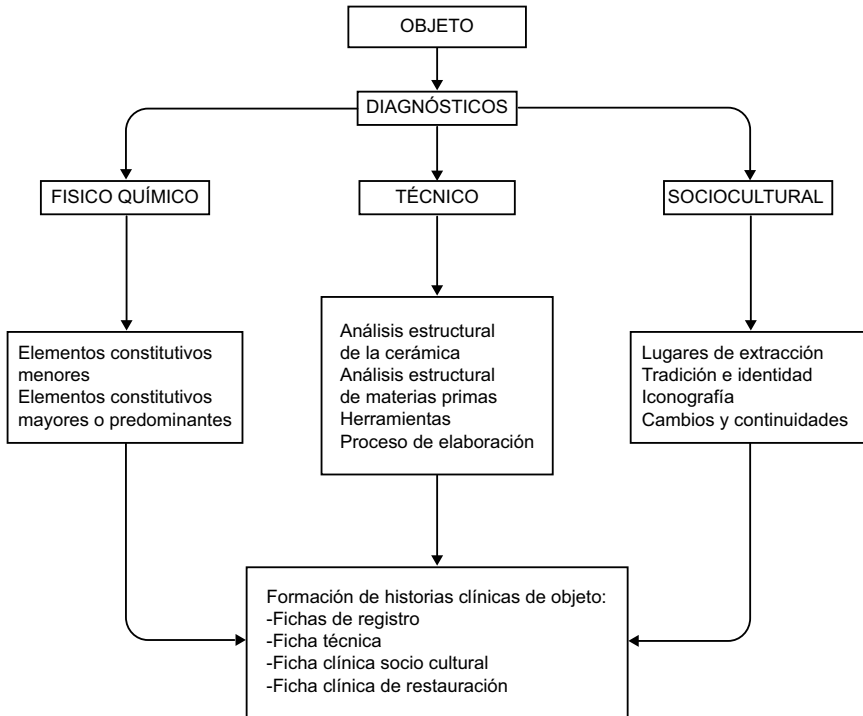 OBJETO
DIAGNÓSTICOS
FISICO QUÍMICO
TÉCNICO
SOCIOCULTURAL
Elementos constitutivos
menores
Elementos constitutivos
mayores o predominantes
Análisis estructural
de la cerámica
Análisis estructural
de materias primas
Herramientas
Proceso de elaboración
Lugares de extracción
Tradición e identidad
Iconografía
Cambios y continuidades
Formación de historias clínicas de objeto:
-Fichas de registro
-Ficha técnica
-Ficha clínica socio cultural
-Ficha clínica de restauración